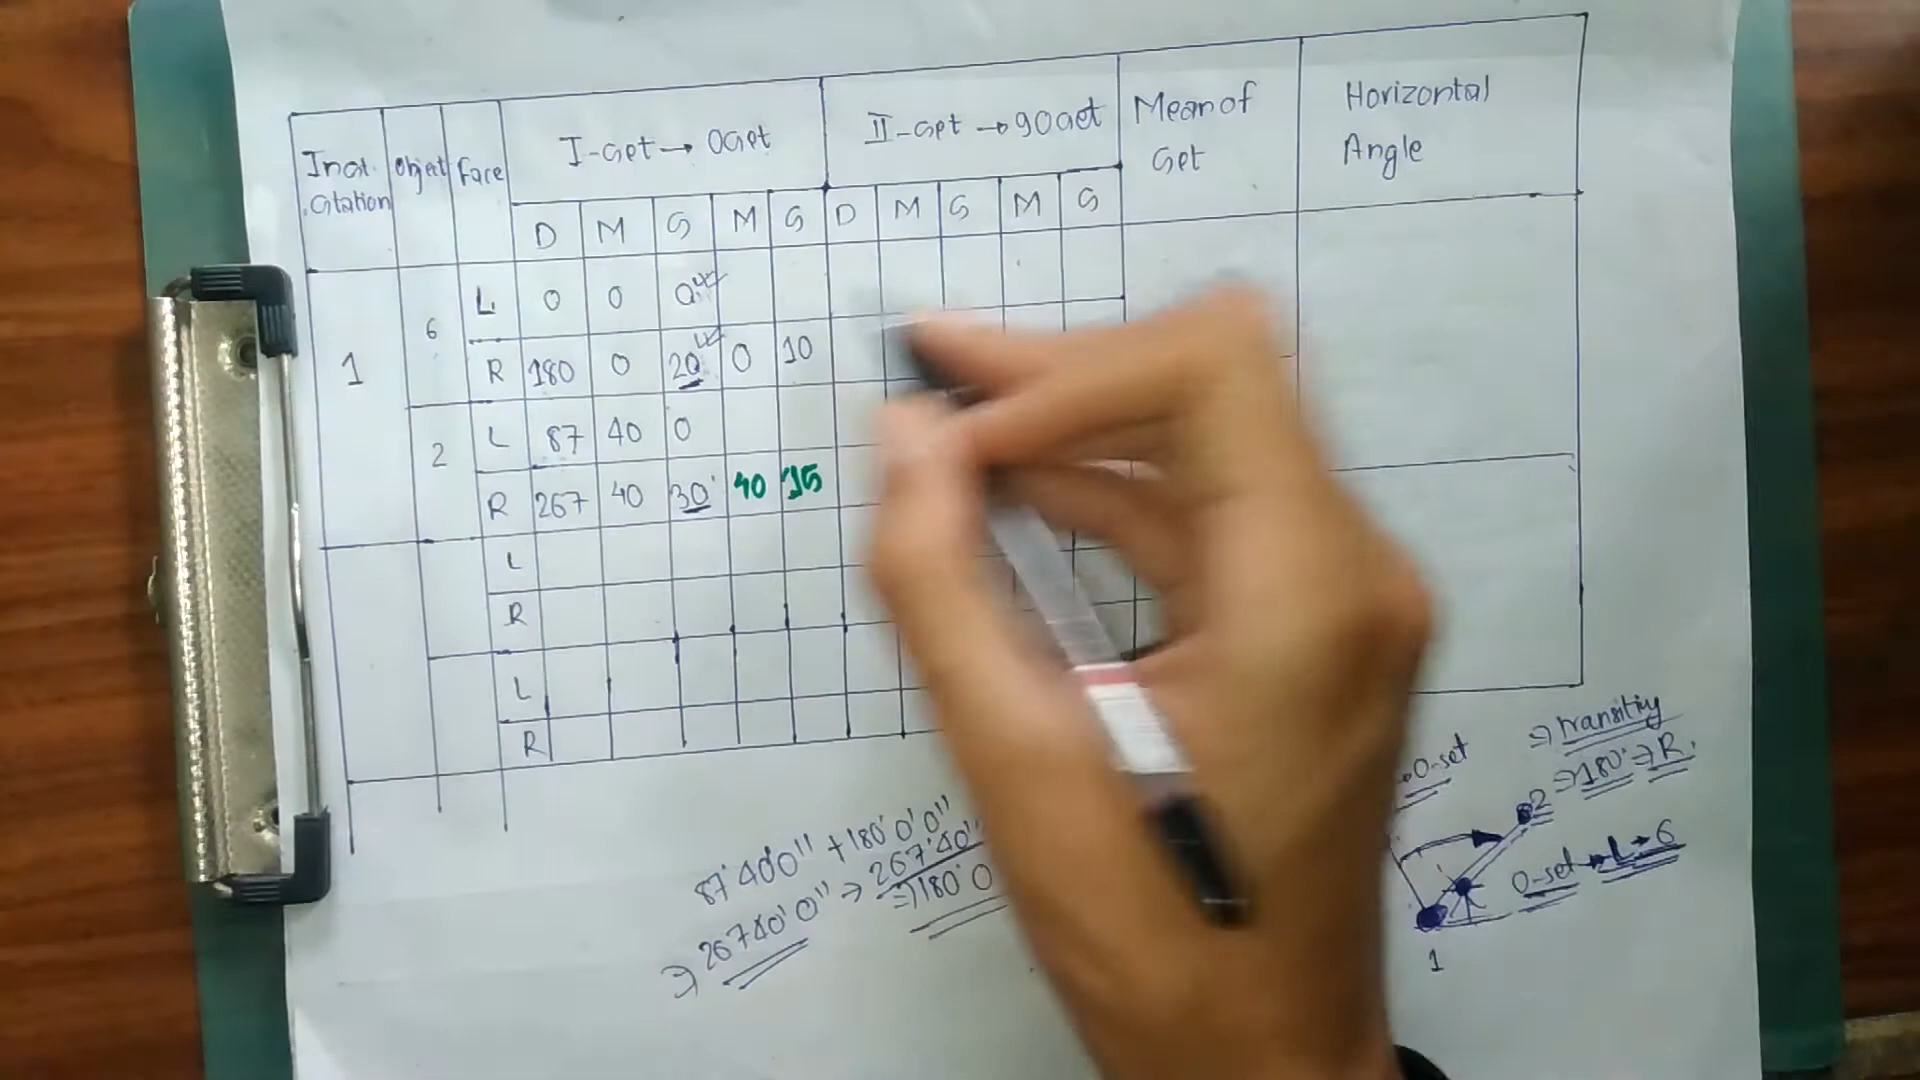 Inst. Station Object Face I-Set → 0Set II-Set → 90Set Mean of Set Horizontal Angle
D M S M S D M S M S
1 6 L 0 0 0"
R 180 0 20" 0 10
2 L 87 40 0
R 267 40 30' 40 15
L
R
L
R
87°40'0" + 180°0'0"
⇒ 267°40'0" → 267°40'
⇒ 180°0
0-set
⇒ transiting
⇒ 180° ⇒ R.
2
0-set → L → 6
1